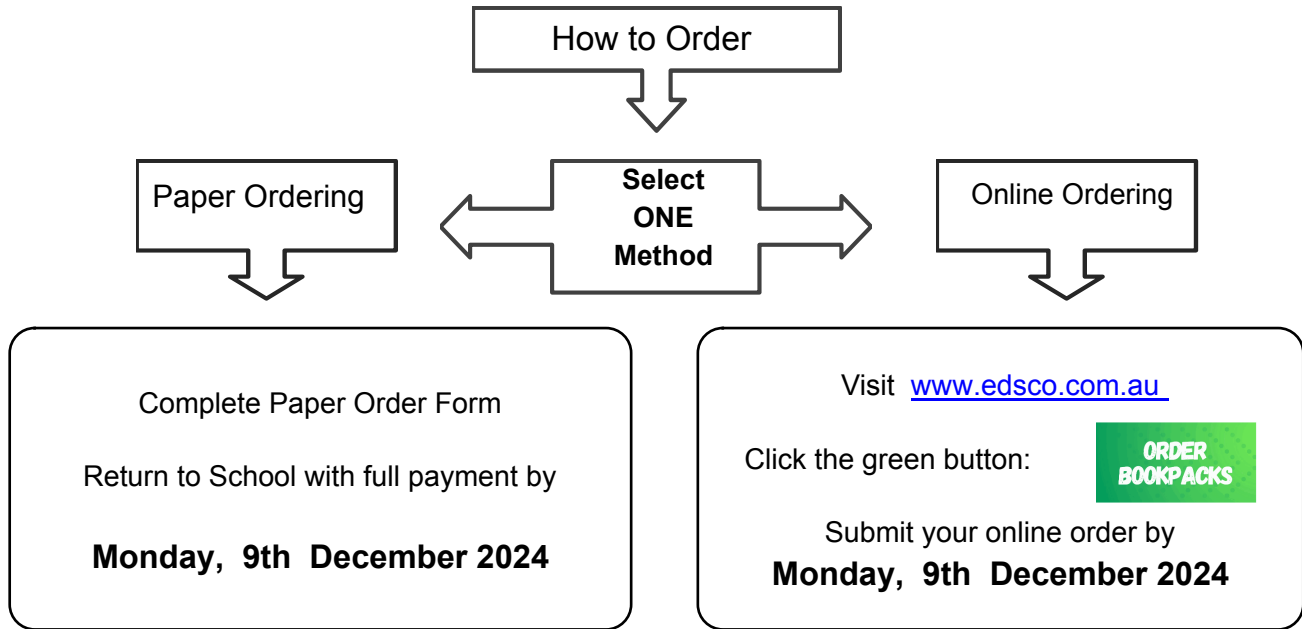 How to Order
Select
ONE
Method
Paper Ordering
Complete Paper Order Form
Return to School with full payment by
Monday, 9th December 2024
Online Ordering
Visit www.edsco.com.au
Click the green button:
ORDER
BOOKPACKS
Submit your online order by
Monday, 9th December 2024